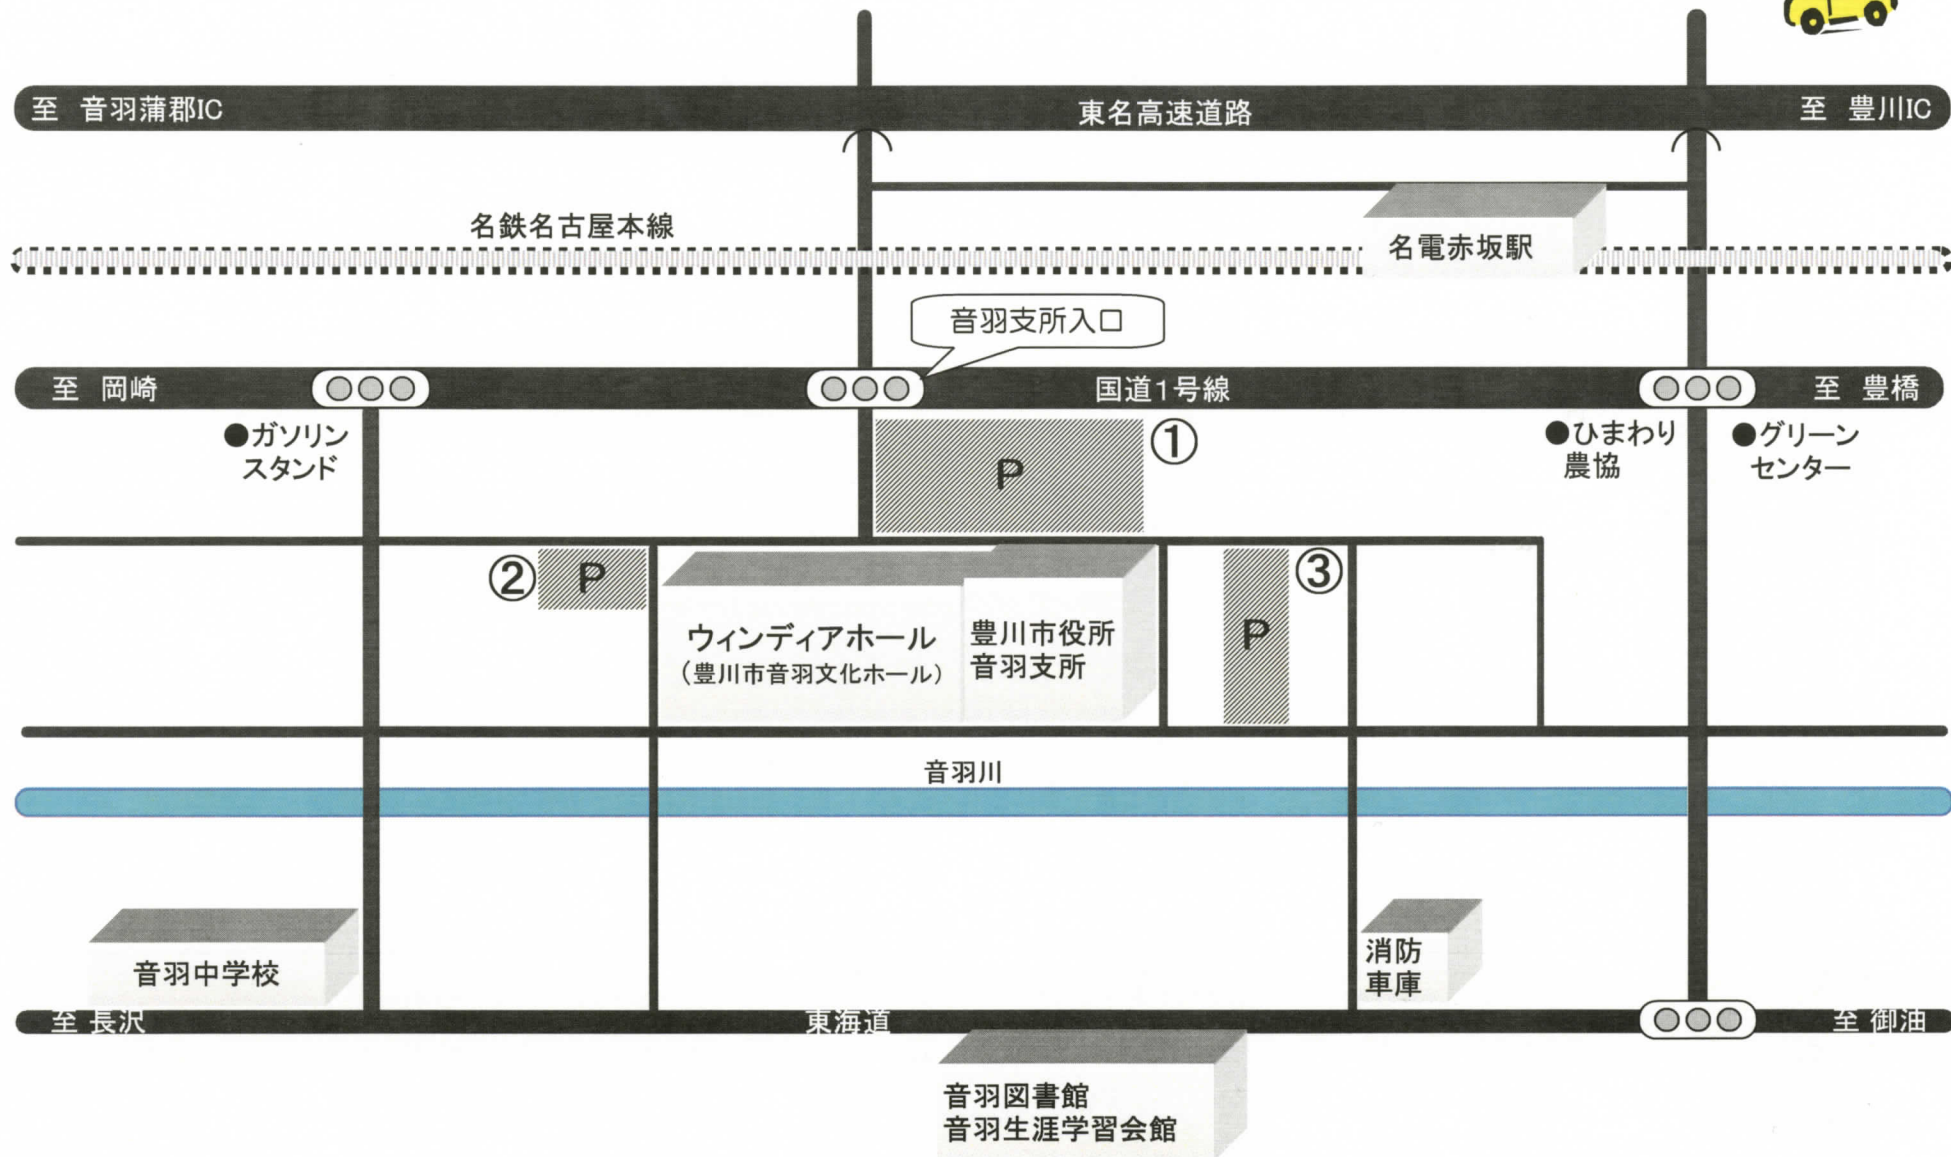 至 音羽蒲郡IC
東名高速道路
至 豊川IC
名鉄名古屋本線
名電赤坂駅
音羽支所入口
至 岡崎
国道1号線
至 豊橋
●ガソリン
スタンド
P
①
●ひまわり
農協
●グリーン
センター
②
P
ウィンディアホール
(豊川市音羽文化ホール)
豊川市役所
音羽支所
P
③
音羽川
音羽中学校
消防
車庫
至 長沢
東海道
至 御油
音羽図書館
音羽生涯学習会館